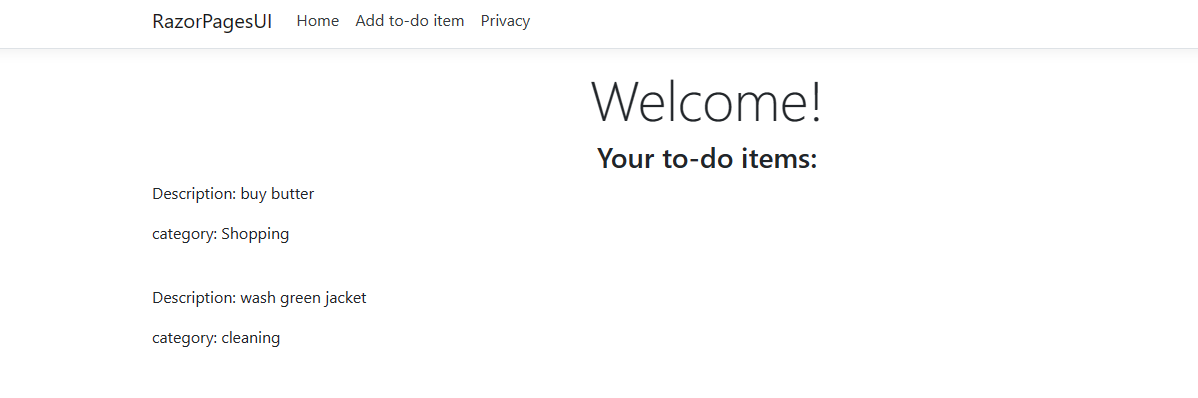 RazorPagesUI Home Add to-do item Privacy
Welcome!
Your to-do items:
Description: buy butter
category: Shopping
Description: wash green jacket
category: cleaning